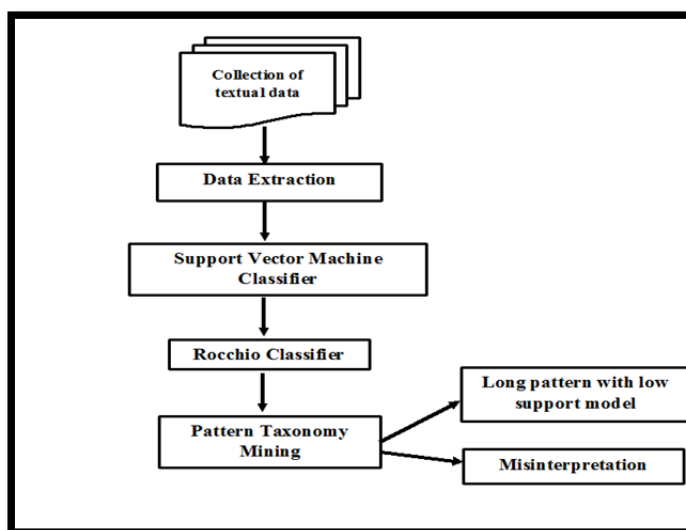 Collection of
textual data
Data Extraction
Support Vector Machine
Classifier
Rocchio Classifier
Long pattern with low
support model
Pattern Taxonomy
Mining
Misinterpretation